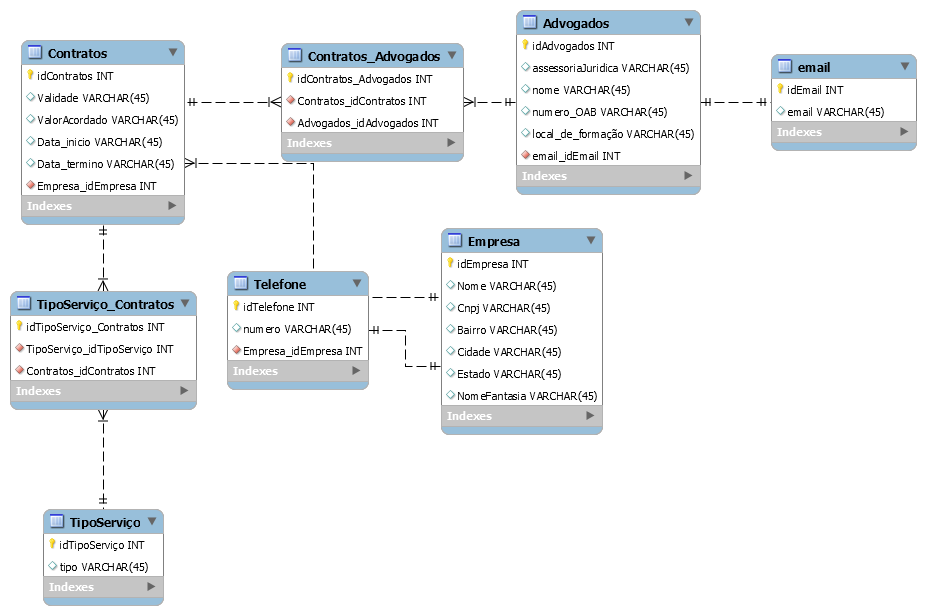 Contratos
idContratos INT
Validade VARCHAR(45)
ValorAcordado VARCHAR(45)
Data_inicio VARCHAR(45)
Data_termino VARCHAR(45)
Empresa_idEmpresa INT
Indexes
Contratos_Advogados
idContratos_Advogados INT
Contratos_idContratos INT
Advogados_idAdvogados INT
Indexes
Advogados
idAdvogados INT
assessoriaJuridica VARCHAR(45)
nome VARCHAR(45)
numero_OAB VARCHAR(45)
local_de_formação VARCHAR(45)
email_idEmail INT
Indexes
email
idEmail INT
email VARCHAR(45)
Indexes
Telefone
idTelefone INT
numero VARCHAR(45)
Empresa_idEmpresa INT
Indexes
Empresa
idEmpresa INT
Nome VARCHAR(45)
Cnpj VARCHAR(45)
Bairro VARCHAR(45)
Cidade VARCHAR(45)
Estado VARCHAR(45)
NomeFantasia VARCHAR(45)
Indexes
TipoServiço_Contratos
idTipoServiço_Contratos INT
TipoServiço_idTipoServiço INT
Contratos_idContratos INT
Indexes
TipoServiço
idTipoServiço INT
tipo VARCHAR(45)
Indexes